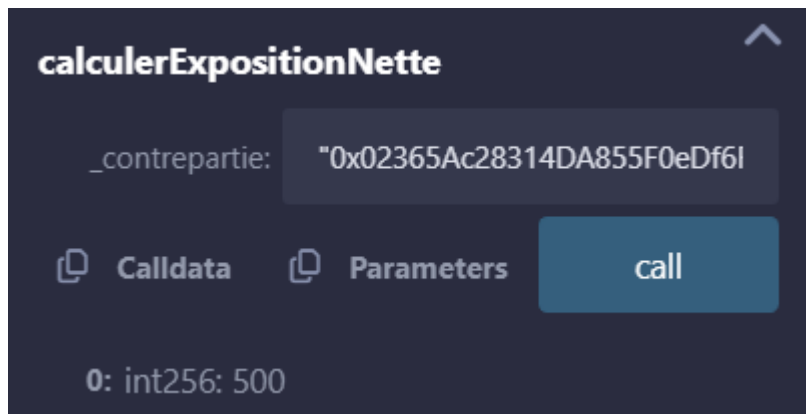 calculerExpositionNette
_contrepartie: "0x02365Ac28314DA855F0eDf6
Calldata Parameters call
0: int256: 500